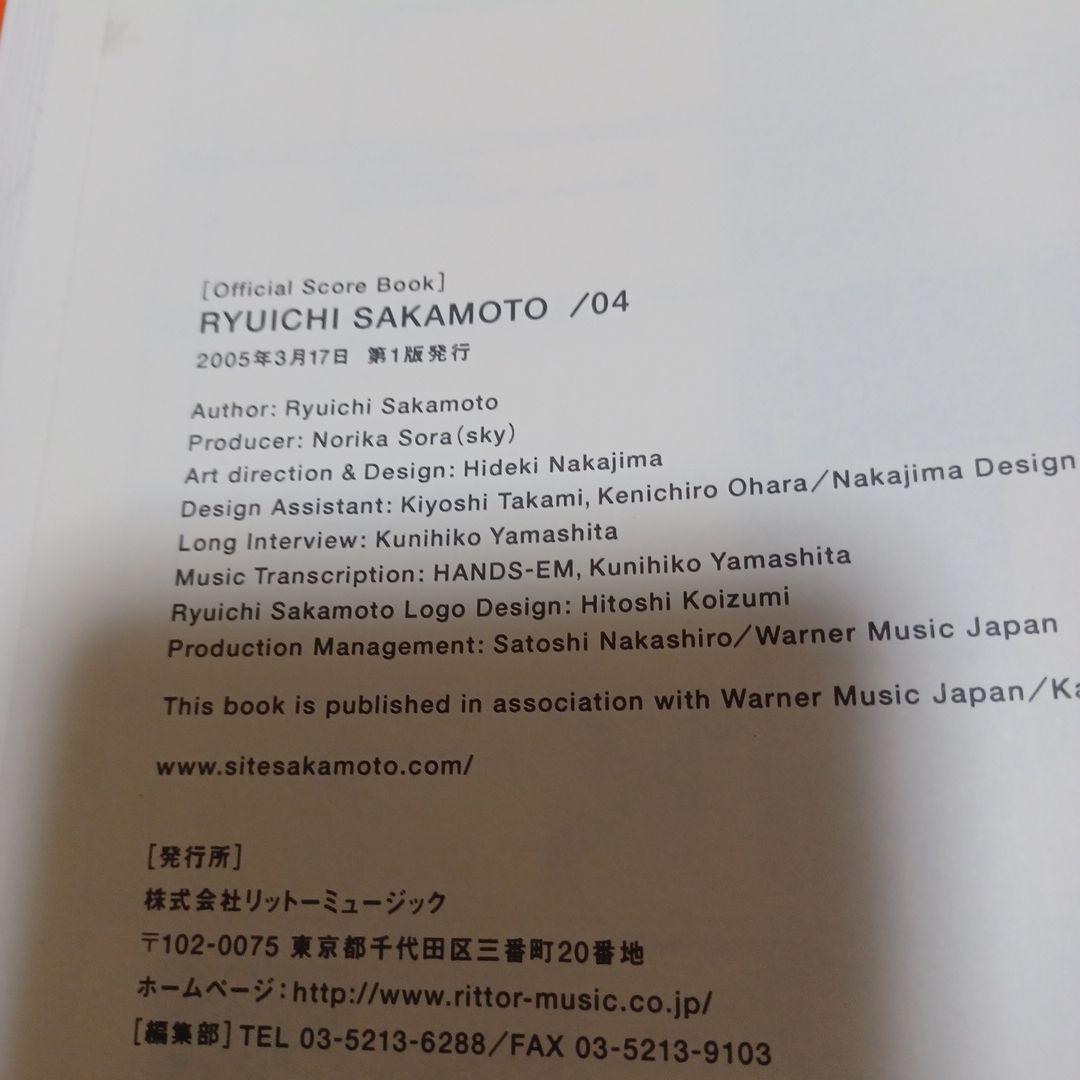 [Official Score Book]
RYUICHI SAKAMOTO /04
2005年3月17日 第1版発行
Author: Ryuichi Sakamoto
Producer: Norika Sora(sky)
Art direction & Design: Hideki Nakajima
Design Assistant: Kiyoshi Takami, Kenichiro Ohara/Nakajima Design
Long Interview: Kunihiko Yamashita
Music Transcription: HANDS-EM, Kunihiko Yamashita
Ryuichi Sakamoto Logo Design: Hitoshi Koizumi
Production Management: Satoshi Nakashiro/Warner Music Japan
This book is published in association with Warner Music Japan/
www.sitesakamoto.com/
[発行所]
株式会社リットーミュージック
〒102-0075 東京都千代田区三番町20番地
ホームページ:http://www.rittor-music.co.jp/
[編集部]TEL 03-5213-6288/FAX 03-5213-9103